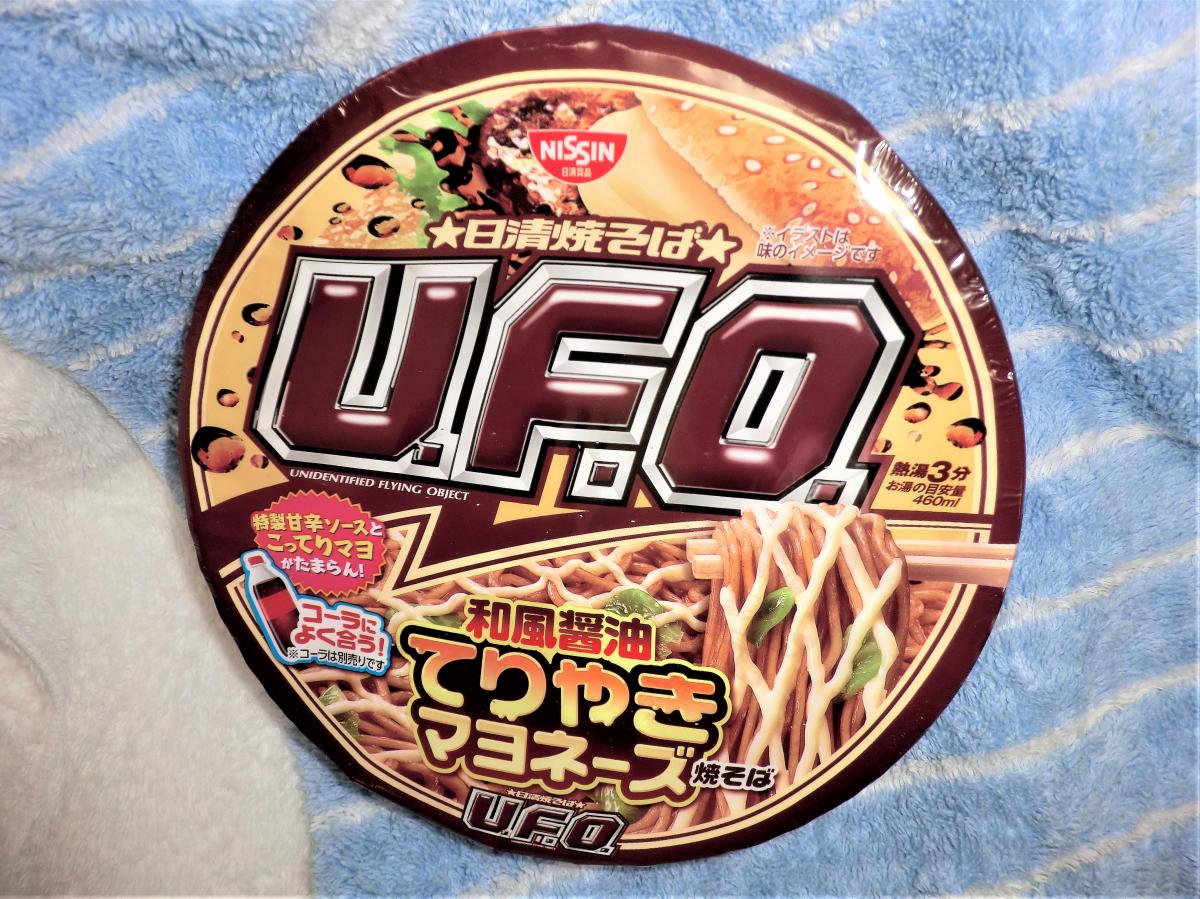 NISSIN
日清食品
★日清焼そば★
※イラストは
味のイメージです
U.F.O.
UNIDENTIFIED FLYING OBJECT
熱湯3分
お湯の目安量
460ml
特製甘辛ソースと
こってりマヨ
がたまらん!
コーラに
よく合う!
※コーラは別売りです
和風醤油
てりやき
マヨネーズ
焼そば
★日清焼そば★
U.F.O.